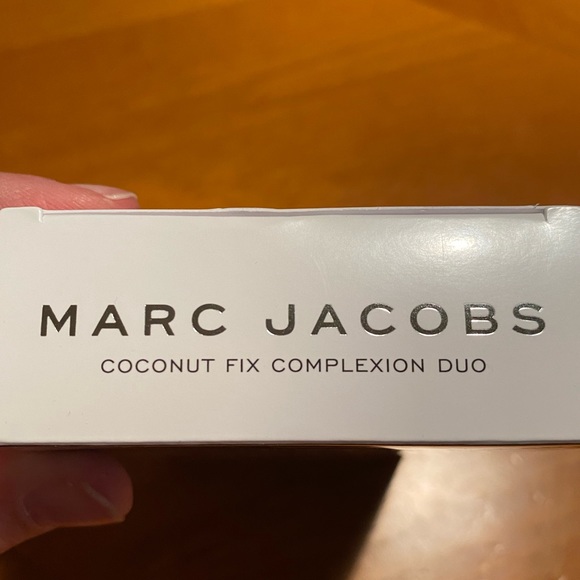 MARC JACOBS
COCONUT FIX COMPLEXION DUO